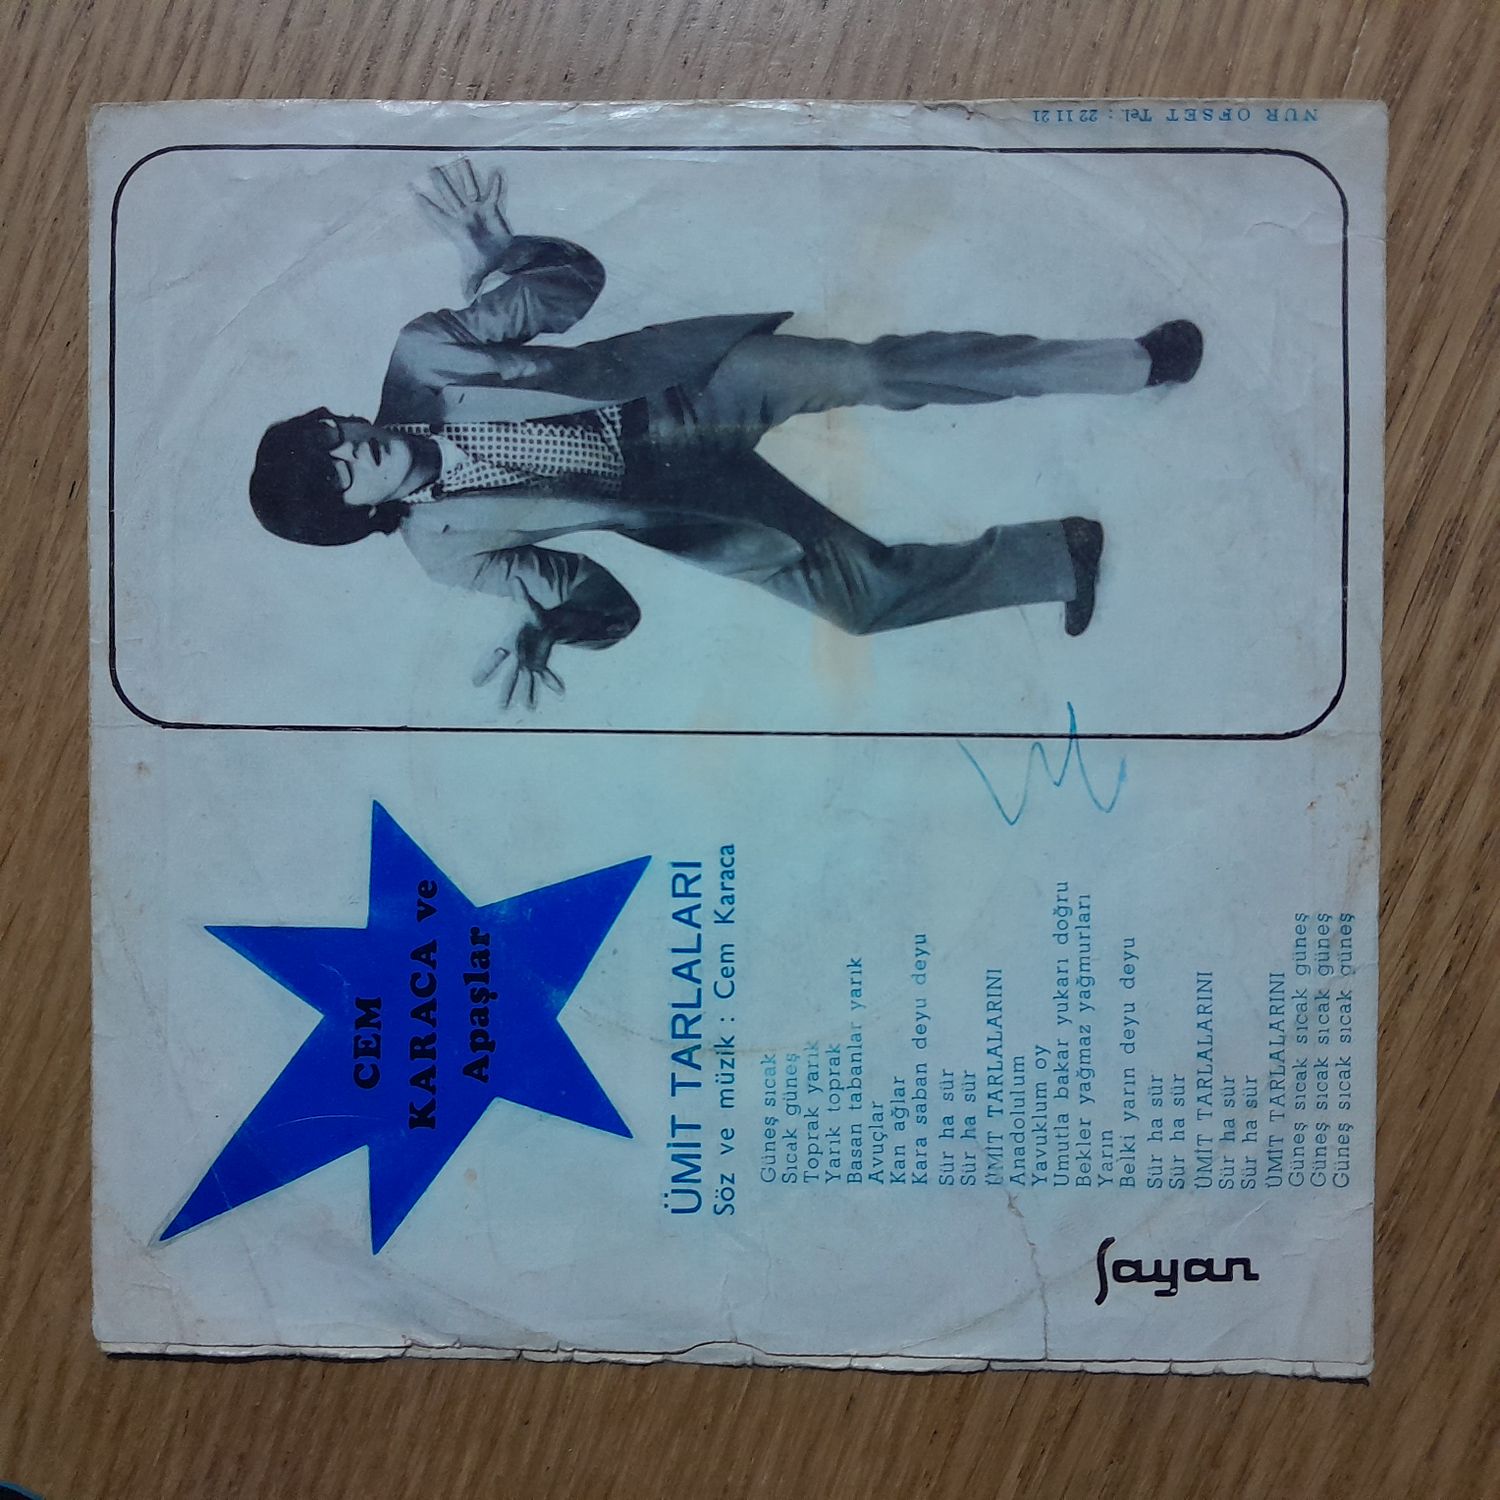 CEM
KARACA ve
Apaşlar
ÜMİT TARLALARI
Söz ve müzik : Cem Karaca
Güneş sıcak
Sıcak güneş
Toprak yarık
Yarık toprak
Basan tabanlar yarık
Avuçlar
Kan ağlar
Kara saban deyu deyu
Sür ha sür
Sür ha sür
ÜMİT TARLALARINI
Anadolulum
Yavuklum oy
Umutla bakar yukarı doğru
Bekler yağmaz yağmurları
Yarın
Belki yarın deyu deyu
Sür ha sür
Sür ha sür
ÜMİT TARLALARINI
Sür ha sür
Sür ha sür
ÜMİT TARLALARINI
Güneş sıcak sıcak güneş
Güneş sıcak sıcak güneş
Güneş sıcak sıcak güneş
Sayan
NUR OFSET Tel : 22 11 21